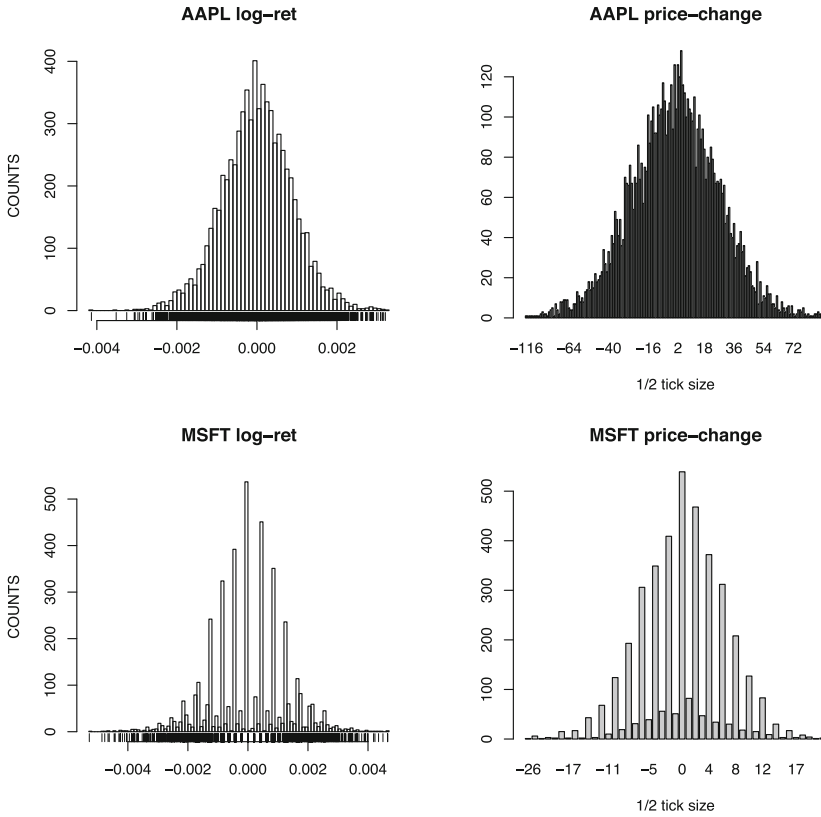 AAPL log-ret
COUNTS
400
300
200
100
0
−0.004 −0.002 0.000 0.002
AAPL price-change
120
100
80
60
40
20
0
−116 −64 −40 −16 2 18 36 54 72
1/2 tick size
MSFT log-ret
COUNTS
500
400
300
200
100
0
−0.004 −0.002 0.000 0.002 0.004
MSFT price-change
500
400
300
200
100
0
−26 −17 −11 −5 0 4 8 12 17
1/2 tick size